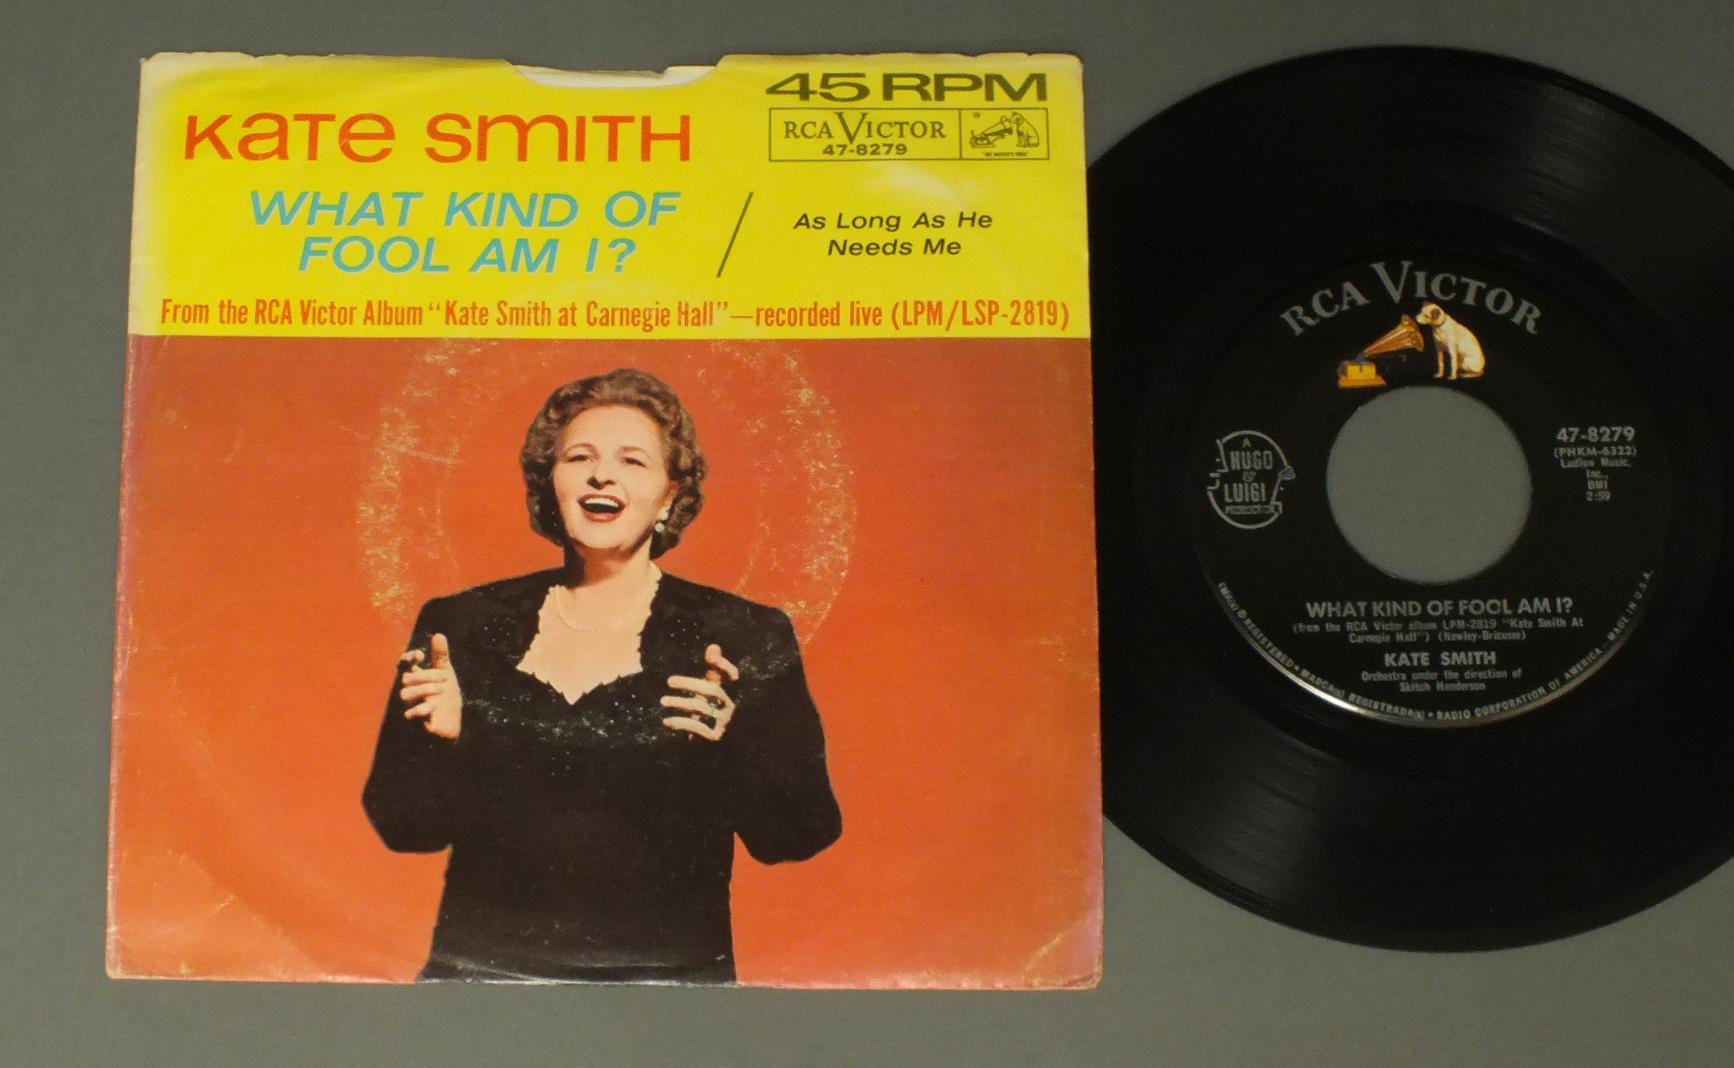 45 RPM
KATE SMITH
RCA VICTOR
47-8279
"HIS MASTER'S VOICE"
WHAT KIND OF
FOOL AM I?
/
As Long As He
Needs Me
From the RCA Victor Album "Kate Smith at Carnegie Hall"—recorded live (LPM/LSP-2819)
RCA VICTOR
A
HUGO
&
LUIGI
PRODUCTION
47-8279
(PHKM-6322)
Ludlow Music,
Inc.,
BMI
2:59
WHAT KIND OF FOOL AM I?
(from the RCA Victor album LPM-2819 "Kate Smith At
Carnegie Hall") (Newley-Bricusse)
KATE SMITH
Orchestra under the direction of
Skitch Henderson
TMK(s) ® REGISTERED • MARCA(s) REGISTRADA(s) • RADIO CORPORATION OF AMERICA—MADE IN U.S.A.